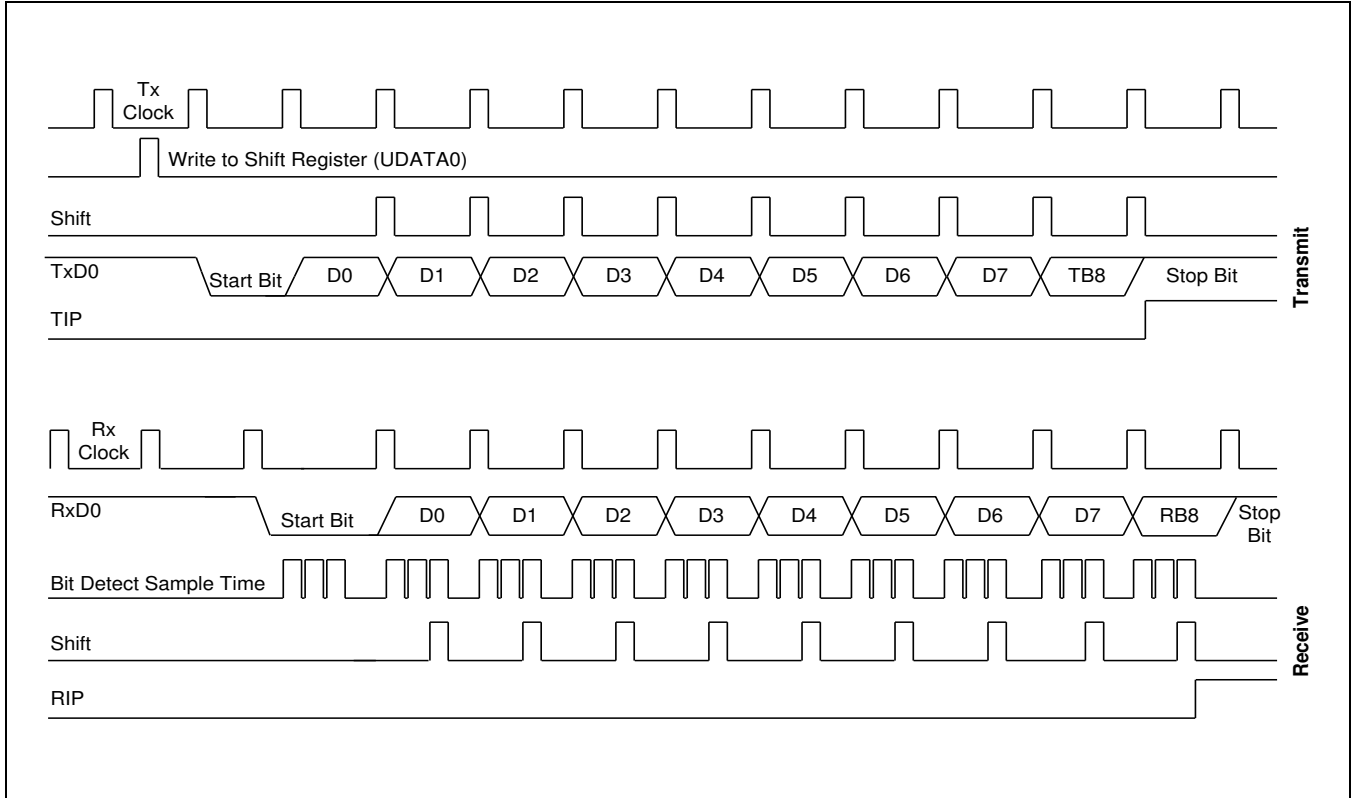 Tx
Clock
Write to Shift Register (UDATA0)
Shift
TxD0
Start Bit
D0
D1
D2
D3
D4
D5
D6
D7
TB8
Stop Bit
TIP
Transmit
Rx
Clock
RxD0
Start Bit
D0
D1
D2
D3
D4
D5
D6
D7
RB8
Stop
Bit
Bit Detect Sample Time
Shift
RIP
Receive